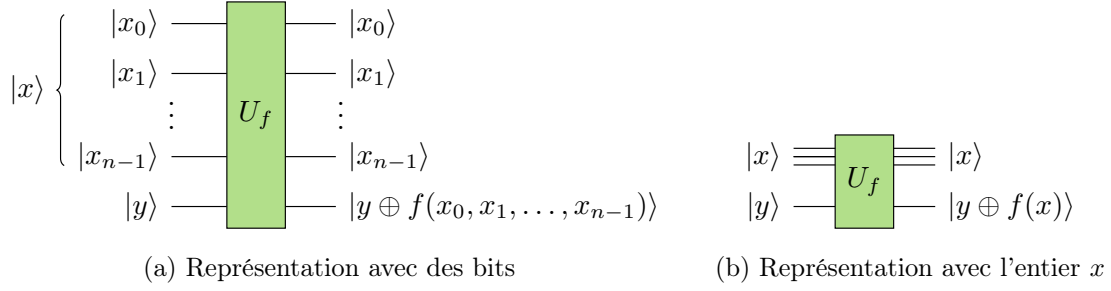 |x₀⟩ |x₀⟩
|x₁⟩ |x₁⟩
|x⟩ ⋮ U_f ⋮
|xₙ₋₁⟩ |xₙ₋₁⟩
|y⟩ |y ⊕ f(x₀, x₁, . . . , xₙ₋₁)⟩
(a) Représentation avec des bits
|x⟩ |x⟩
U_f
|y⟩ |y ⊕ f(x)⟩
(b) Représentation avec l'entier x